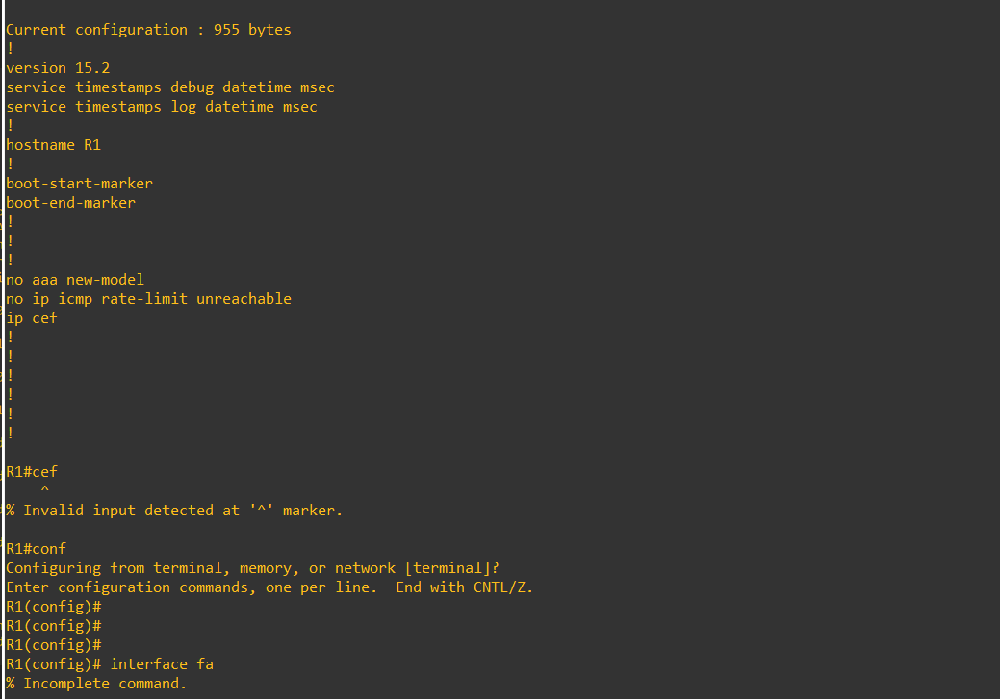 Current configuration : 955 bytes
!
version 15.2
service timestamps debug datetime msec
service timestamps log datetime msec
!
hostname R1
!
boot-start-marker
boot-end-marker
!
!
!
no aaa new-model
no ip icmp rate-limit unreachable
ip cef
!
!
!
!
!
!
R1#cef
    ^
% Invalid input detected at '^' marker.
R1#conf
Configuring from terminal, memory, or network [terminal]?
Enter configuration commands, one per line.  End with CNTL/Z.
R1(config)#
R1(config)#
R1(config)#
R1(config)# interface fa
% Incomplete command.